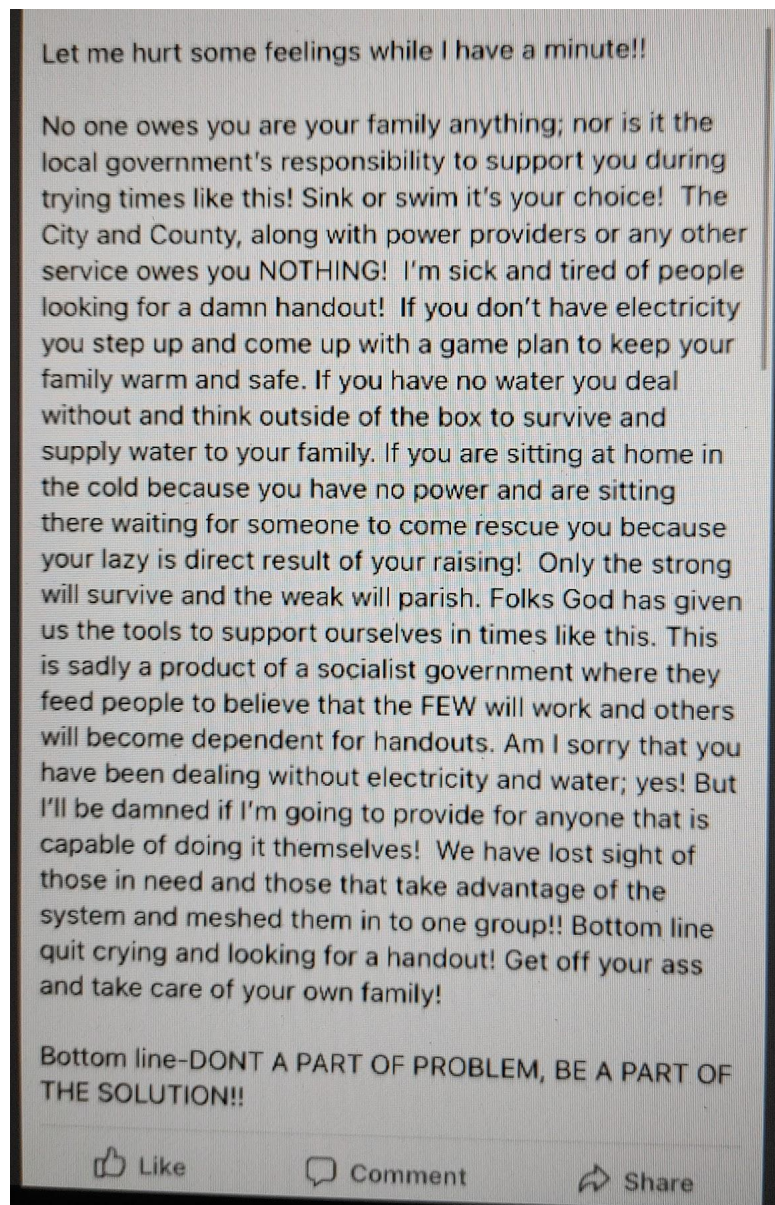 Let me hurt some feelings while I have a minute!!
No one owes you are your family anything; nor is it the
local government's responsibility to support you during
trying times like this! Sink or swim it's your choice!  The
City and County, along with power providers or any other
service owes you NOTHING!  I'm sick and tired of people
looking for a damn handout!  If you don't have electricity
you step up and come up with a game plan to keep your
family warm and safe. If you have no water you deal
without and think outside of the box to survive and
supply water to your family. If you are sitting at home in
the cold because you have no power and are sitting
there waiting for someone to come rescue you because
your lazy is direct result of your raising!  Only the strong
will survive and the weak will parish. Folks God has given
us the tools to support ourselves in times like this. This
is sadly a product of a socialist government where they
feed people to believe that the FEW will work and others
will become dependent for handouts. Am I sorry that you
have been dealing without electricity and water; yes! But
I'll be damned if I'm going to provide for anyone that is
capable of doing it themselves!  We have lost sight of
those in need and those that take advantage of the
system and meshed them in to one group!! Bottom line
quit crying and looking for a handout! Get off your ass
and take care of your own family!
Bottom line-DONT A PART OF PROBLEM, BE A PART OF
THE SOLUTION!!
Like Comment Share